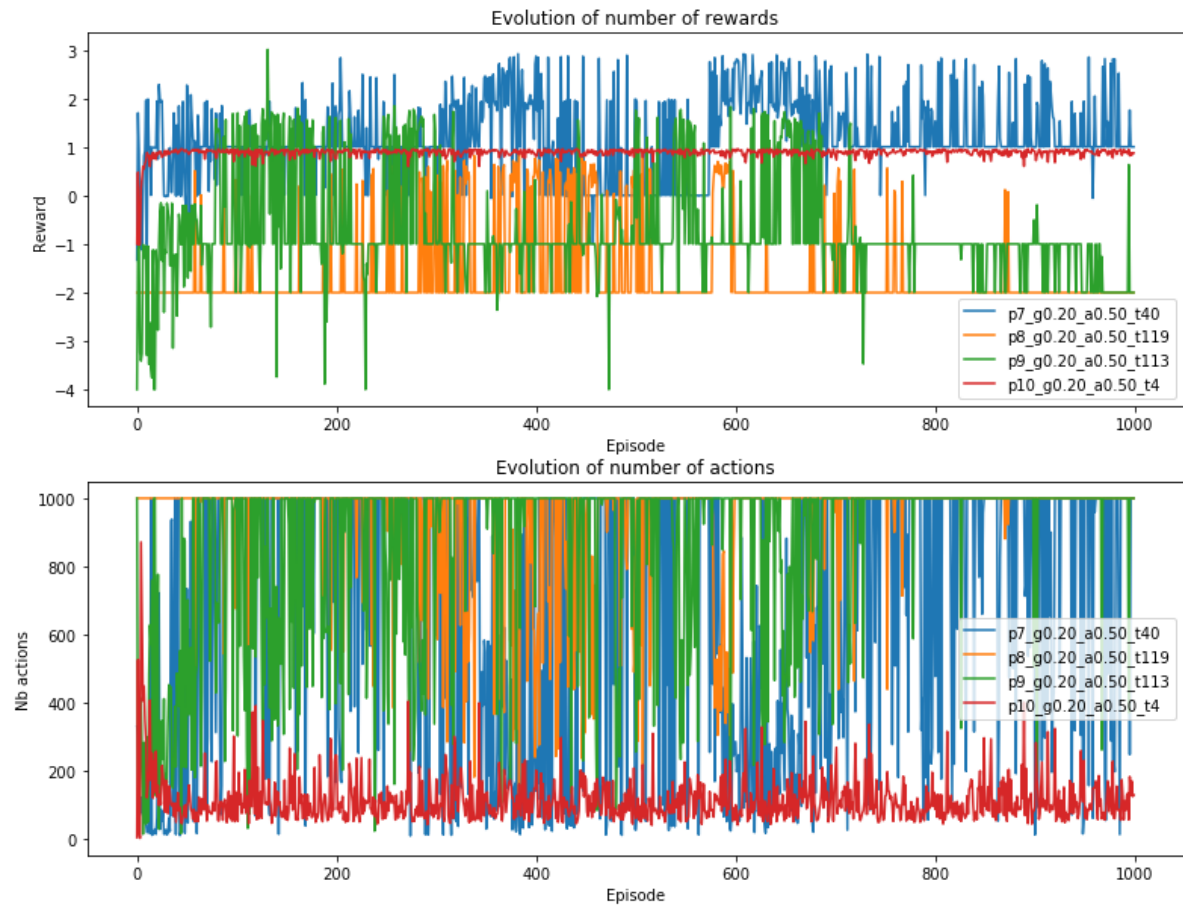 Evolution of number of rewards
3
2
1
0
−1
−2
−3
−4
Reward
p7_g0.20_a0.50_t40
p8_g0.20_a0.50_t119
p9_g0.20_a0.50_t113
p10_g0.20_a0.50_t4
0 200 400 600 800 1000
Episode
Evolution of number of actions
1000
800
600
400
200
0
Nb actions
p7_g0.20_a0.50_t40
p8_g0.20_a0.50_t119
p9_g0.20_a0.50_t113
p10_g0.20_a0.50_t4
0 200 400 600 800 1000
Episode